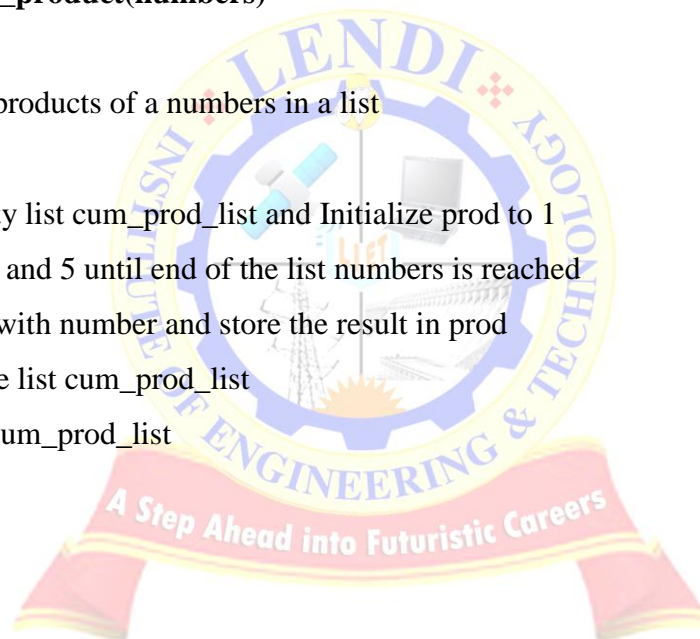 _product(numbers)
products of a numbers in a list
y list cum_prod_list and Initialize prod to 1
and 5 until end of the list numbers is reached
with number and store the result in prod
e list cum_prod_list
um_prod_list
LENDI
INSTITUTE OF ENGINEERING & TECHNOLOGY
LIET
A Step Ahead into Futuristic Careers